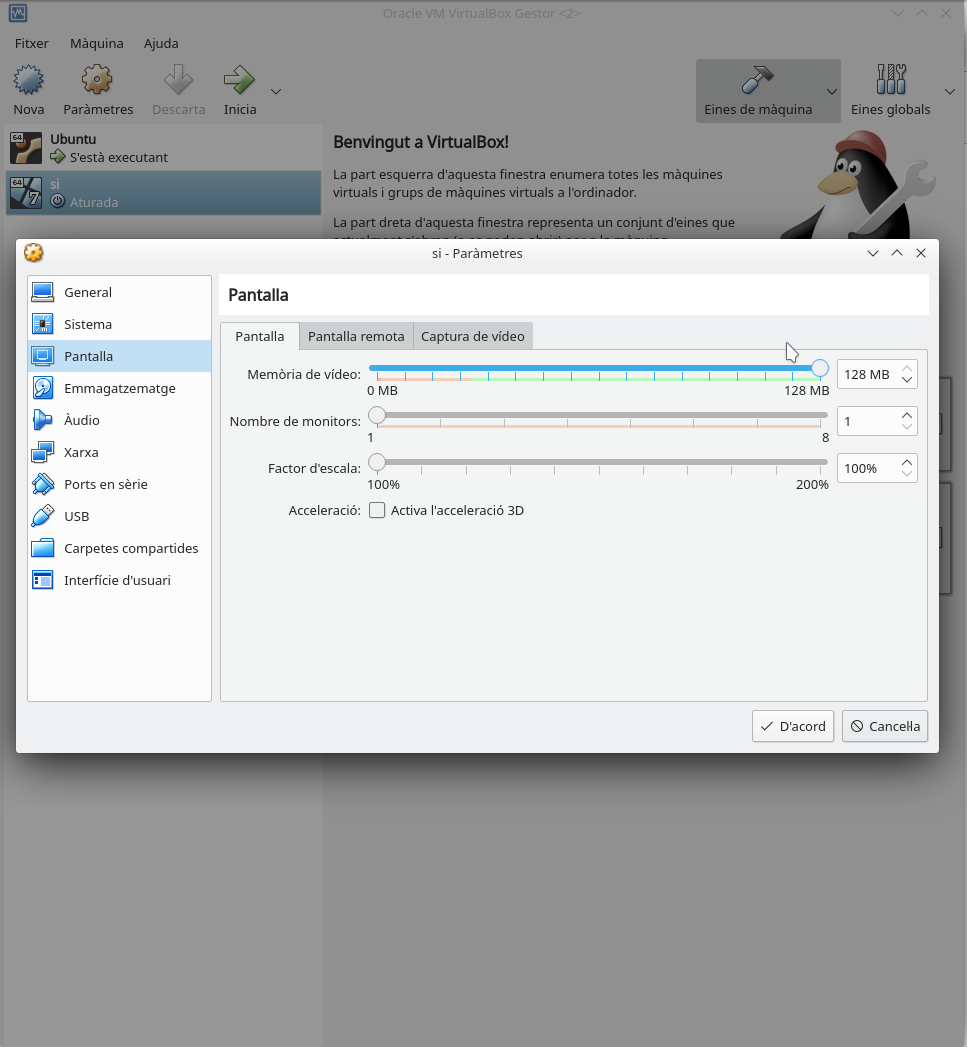 Oracle VM VirtualBox Gestor <2>
Fitxer Màquina Ajuda
Nova Paràmetres Descarta Inicia Eines de màquina Eines globals
64
Ubuntu
S'està executant
64
si
Aturada
Benvingut a VirtualBox!
La part esquerra d'aquesta finestra enumera totes les màquines
virtuals i grups de màquines virtuals a l'ordinador.
La part dreta d'aquesta finestra representa un conjunt d'eines que
si - Paràmetres
General
Sistema
Pantalla
Emmagatzematge
Àudio
Xarxa
Ports en sèrie
USB
Carpetes compartides
Interfície d'usuari
Pantalla
Pantalla Pantalla remota Captura de vídeo
Memòria de vídeo: 128 MB
0 MB 128 MB
Nombre de monitors: 1
1 8
Factor d'escala: 100%
100% 200%
Acceleració: Activa l'acceleració 3D
D'acord Cancel·la